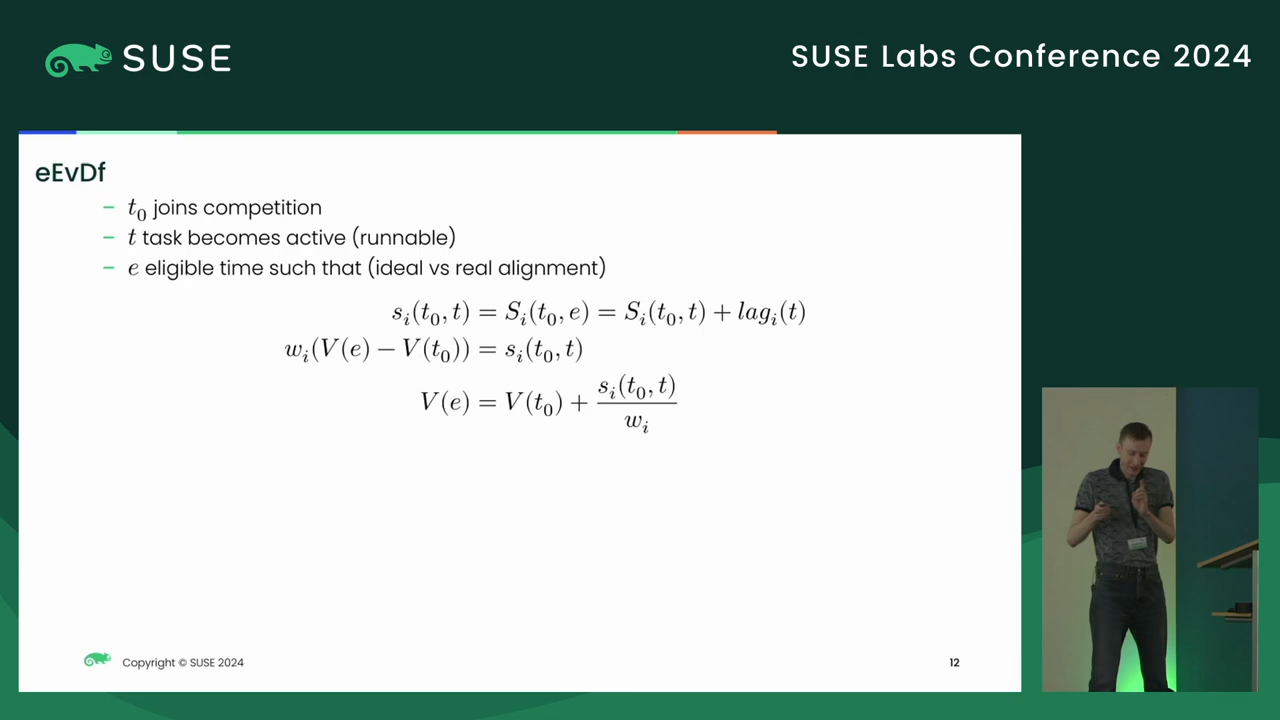 SUSE
SUSE Labs Conference 2024
eEvDf
– t₀ joins competition
– t task becomes active (runnable)
– e eligible time such that (ideal vs real alignment)
sᵢ(t₀, t) = Sᵢ(t₀, e) = Sᵢ(t₀, t) + lagᵢ(t)
wᵢ(V(e) − V(t₀)) = sᵢ(t₀, t)
V(e) = V(t₀) + sᵢ(t₀, t) / wᵢ
Copyright © SUSE 2024
12